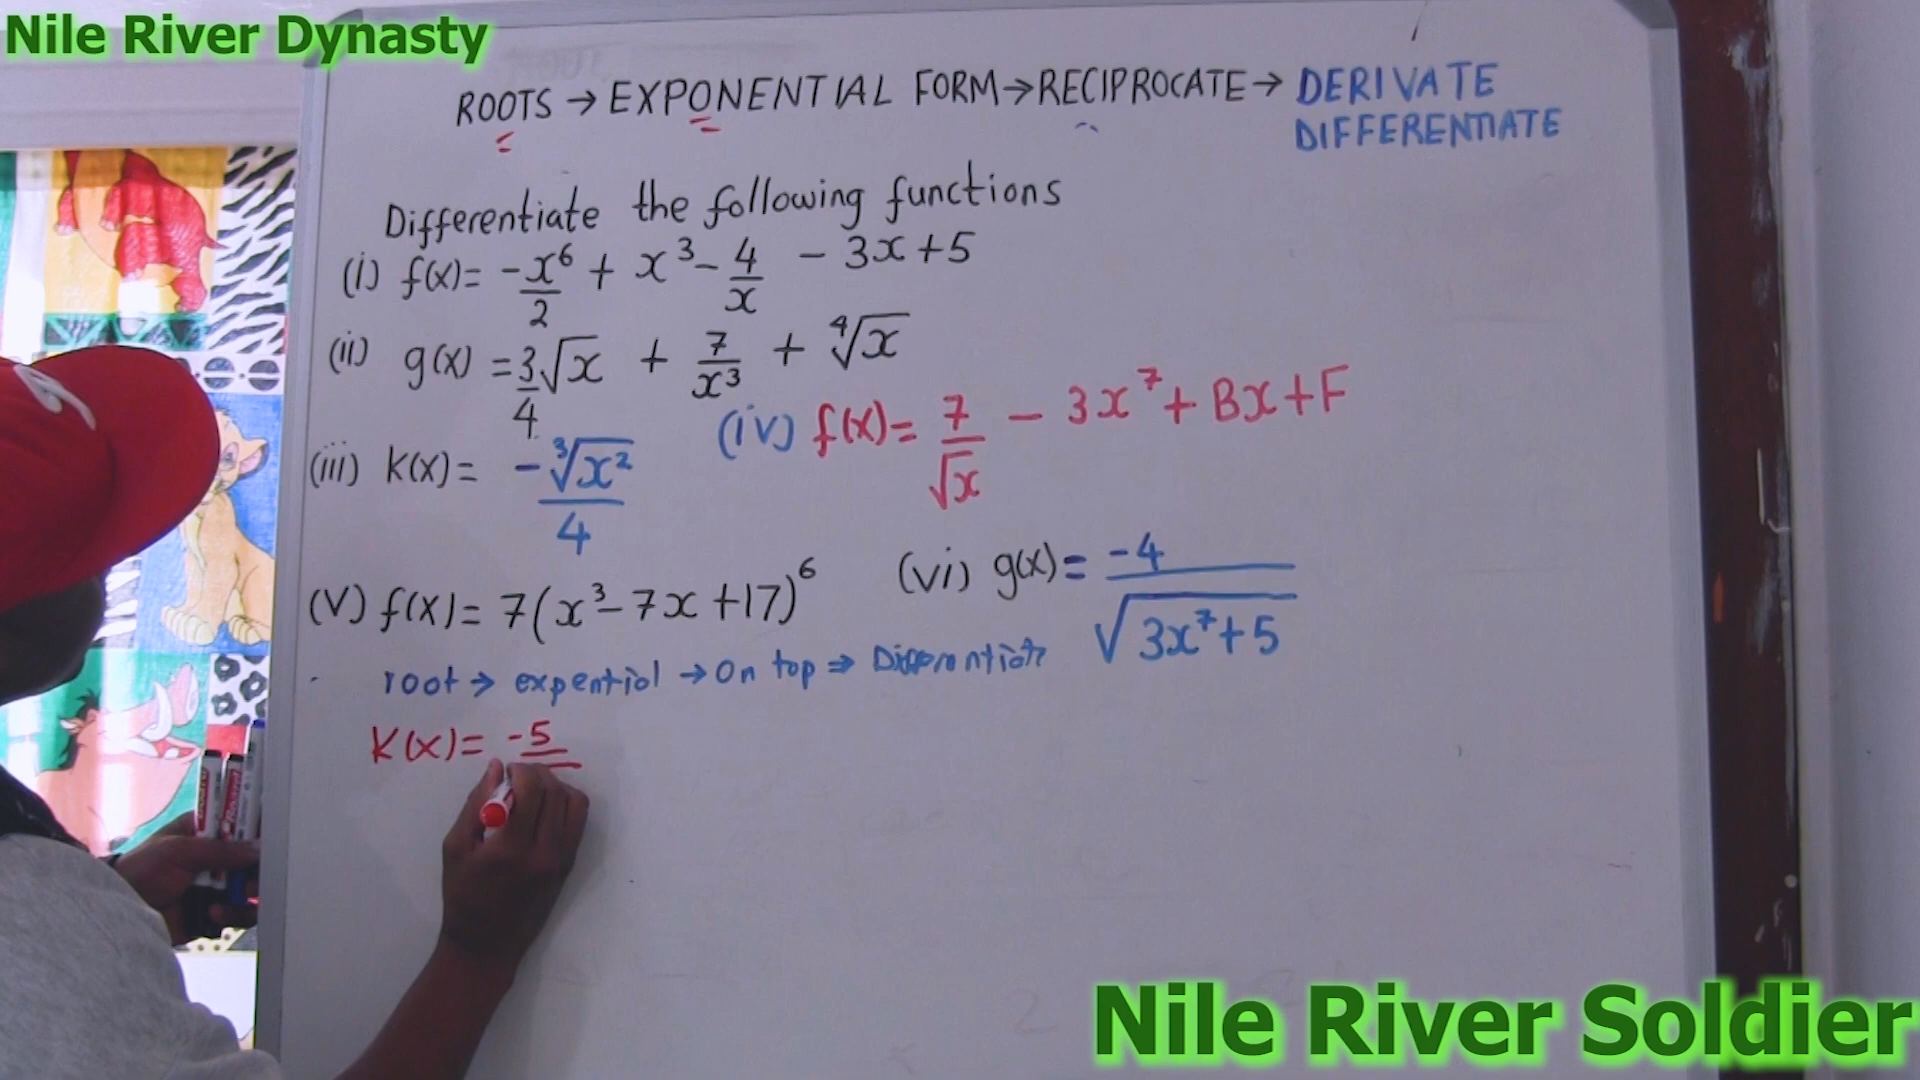 Nile River Dynasty
ROOTS → EXPONENTIAL FORM → RECIPROCATE → DERIVATE
DIFFERENTIATE
Differentiate the following functions
(i) f(x) = -x⁶/2 + x³ - 4/x - 3x + 5
(ii) g(x) = 3/4 √x + 7/x³ + ⁴√x
(iii) K(x) = -³√x²/4
(iv) f(x) = 7/√x - 3x⁷ + Bx + F
(v) f(x) = 7(x³ - 7x + 17)⁶
(vi) g(x) = -4/√(3x⁷ + 5)
root → expential → On top →
K(x) = -5
Nile River Soldier